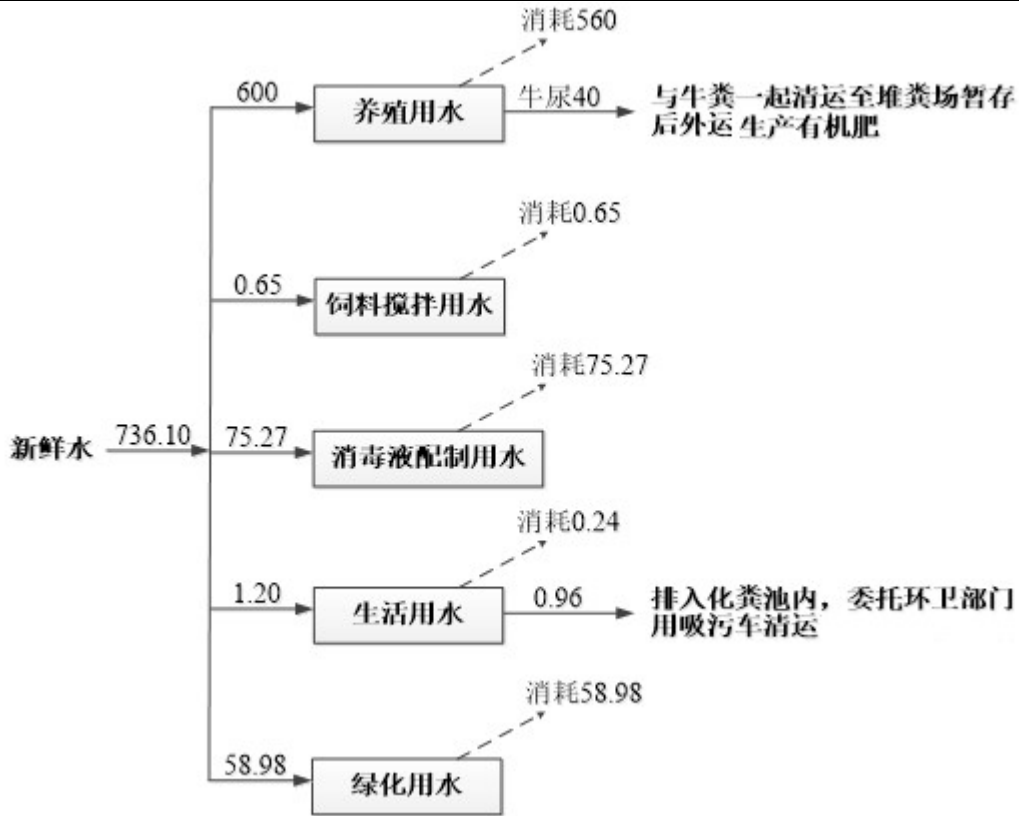 消耗560
600
养殖用水
牛尿40
与牛粪一起清运至堆粪场暂存
后外运 生产有机肥
消耗0.65
0.65
饲料搅拌用水
消耗75.27
新鲜水
736.10
75.27
消毒液配制用水
消耗0.24
1.20
生活用水
0.96
排入化粪池内，委托环卫部门
用吸污车清运
消耗58.98
58.98
绿化用水